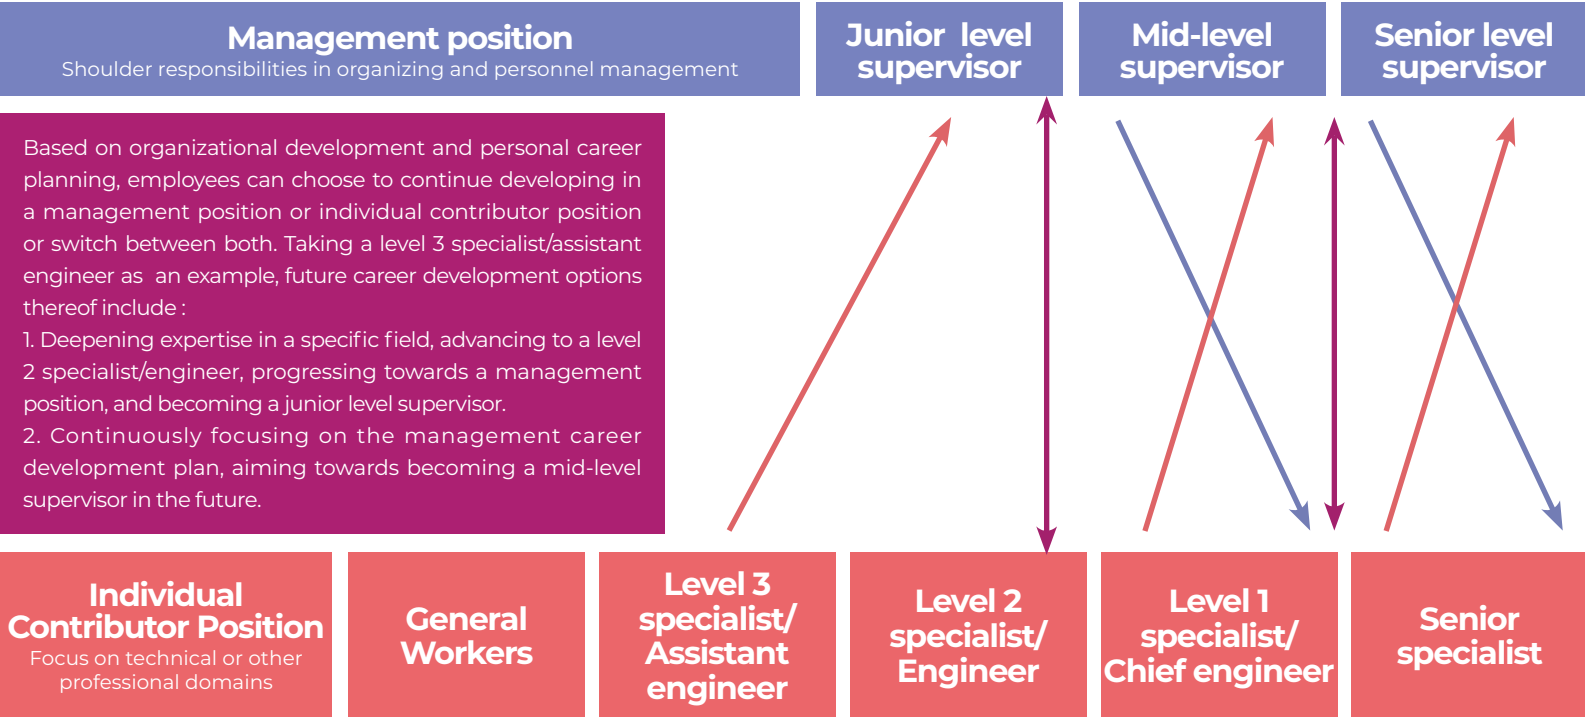 Management position
Shoulder responsibilities in organizing and personnel management
Junior level
supervisor
Mid-level
supervisor
Senior level
supervisor
Based on organizational development and personal career
planning, employees can choose to continue developing in
a management position or individual contributor position
or switch between both. Taking a level 3 specialist/assistant
engineer as an example, future career development options
thereof include :
1. Deepening expertise in a specific field, advancing to a level
2 specialist/engineer, progressing towards a management
position, and becoming a junior level supervisor.
2. Continuously focusing on the management career
development plan, aiming towards becoming a mid-level
supervisor in the future.
Individual
Contributor Position
Focus on technical or other
professional domains
General
Workers
Level 3
specialist/
Assistant
engineer
Level 2
specialist/
Engineer
Level 1
specialist/
Chief engineer
Senior
specialist